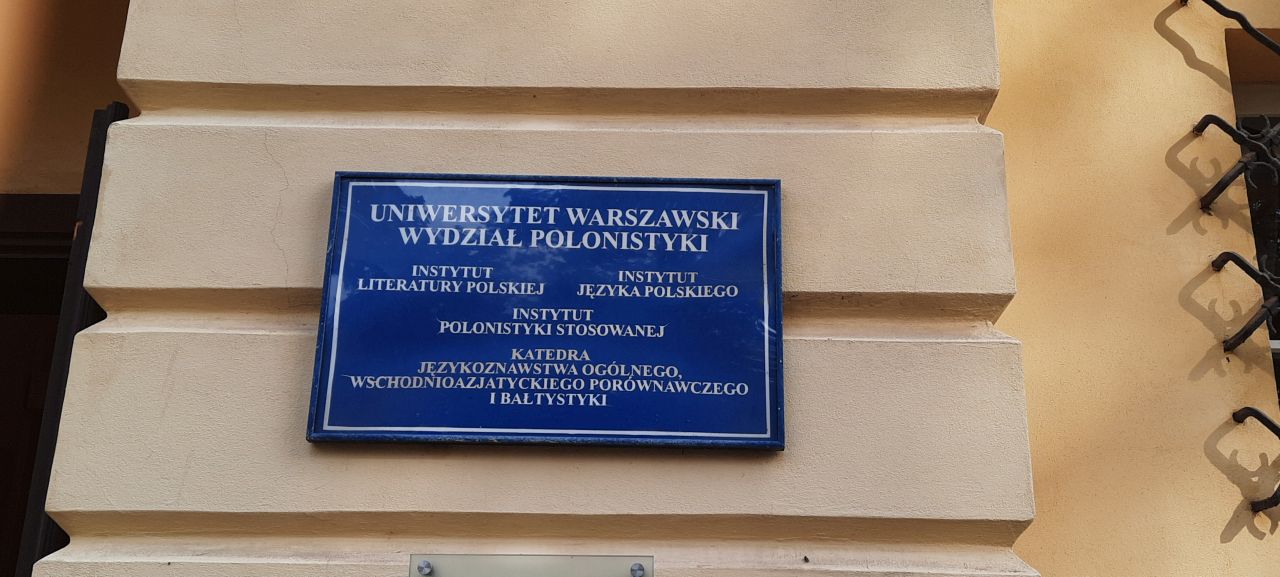 UNIWERSYTET WARSZAWSKI
WYDZIAŁ POLONISTYKI
INSTYTUT
LITERATURY POLSKIEJ
INSTYTUT
JĘZYKA POLSKIEGO
INSTYTUT
POLONISTYKI STOSOWANEJ
KATEDRA
JĘZYKOZNAWSTWA OGÓLNEGO,
WSCHODNIOAZJATYCKIEGO PORÓWNAWCZEGO
I BAŁTYSTYKI